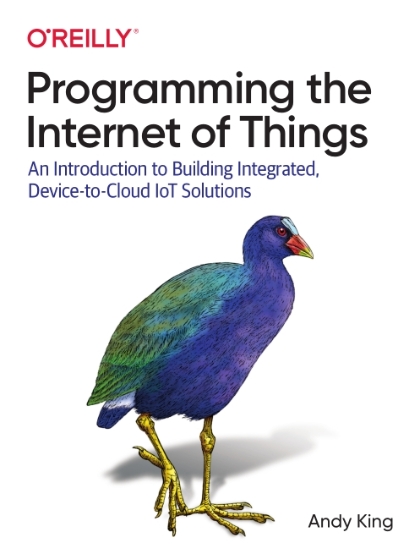 O'REILLY®
Programming the
Internet of Things
An Introduction to Building Integrated,
Device-to-Cloud IoT Solutions
Andy King